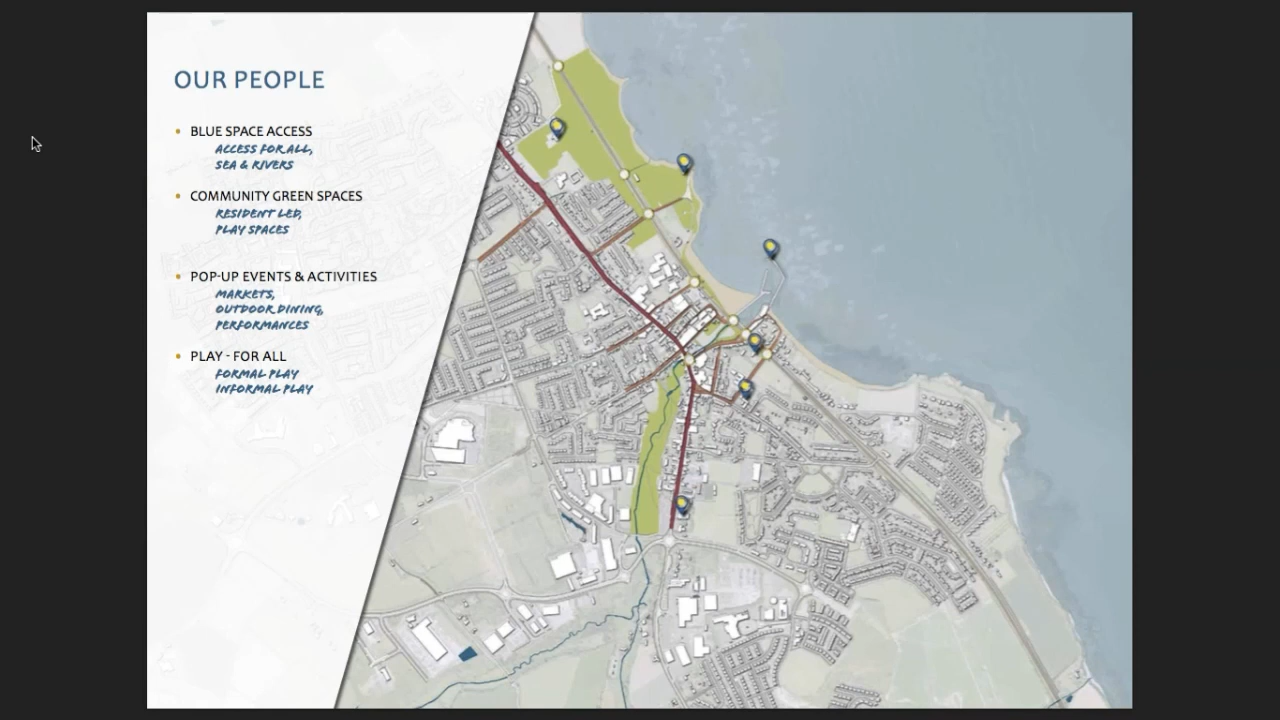 OUR PEOPLE
• BLUE SPACE ACCESS
ACCESS FOR ALL,
SEA & RIVERS
• COMMUNITY GREEN SPACES
RESIDENT LED,
PLAY SPACES
• POP-UP EVENTS & ACTIVITIES
MARKETS,
OUTDOOR DINING,
PERFORMANCES
• PLAY - FOR ALL
FORMAL PLAY
INFORMAL PLAY